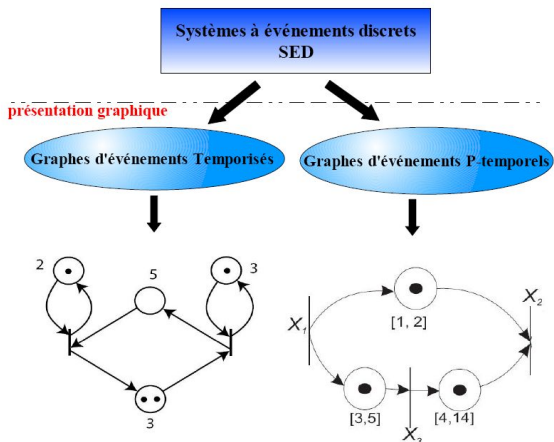 Systèmes à événements discrets
SED
présentation graphique
Graphes d'événements Temporisés
Graphes d'événements P-temporels
2
5
3
3
X1
[1, 2]
X2
[3,5]
[4,14]
X3